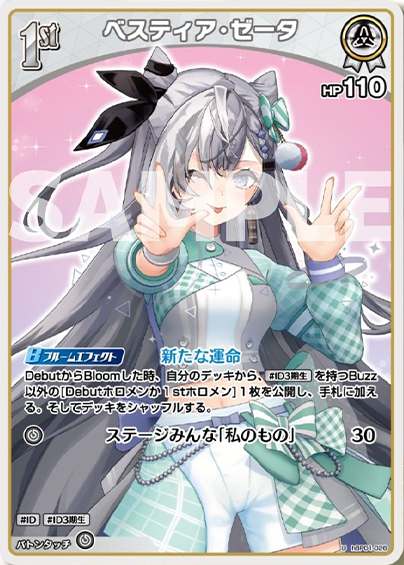 1st
ベスティア・ゼータ
HP 110
SAMPLE
B ブルームエフェクト 新たな運命
DebutからBloomした時、自分のデッキから、#ID3期生を持つBuzz
以外の[Debutホロメンか1stホロメン]1枚を公開し、手札に加え
る。そしてデッキをシャッフルする。
ステージみんな「私のもの」 30
#ID #ID3期生
バトンタッチ
U hBP01-026